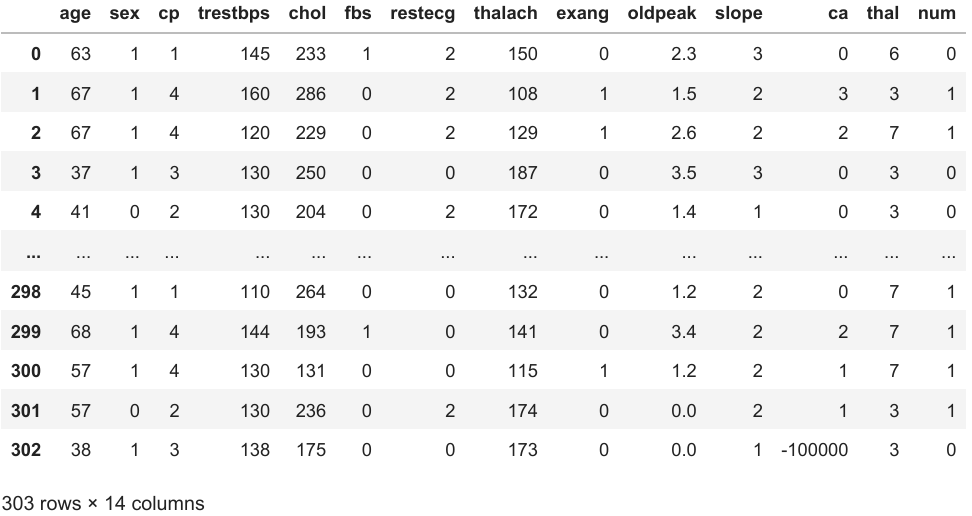 age sex cp trestbps chol fbs restecg thalach exang oldpeak slope ca thal num
0 63 1 1 145 233 1 2 150 0 2.3 3 0 6 0
1 67 1 4 160 286 0 2 108 1 1.5 2 3 3 1
2 67 1 4 120 229 0 2 129 1 2.6 2 2 7 1
3 37 1 3 130 250 0 0 187 0 3.5 3 0 3 0
4 41 0 2 130 204 0 2 172 0 1.4 1 0 3 0
... ... ... ... ... ... ... ... ... ... ... ... ... ... ...
298 45 1 1 110 264 0 0 132 0 1.2 2 0 7 1
299 68 1 4 144 193 1 0 141 0 3.4 2 2 7 1
300 57 1 4 130 131 0 0 115 1 1.2 2 1 7 1
301 57 0 2 130 236 0 2 174 0 0.0 2 1 3 1
302 38 1 3 138 175 0 0 173 0 0.0 1 -100000 3 0
303 rows × 14 columns